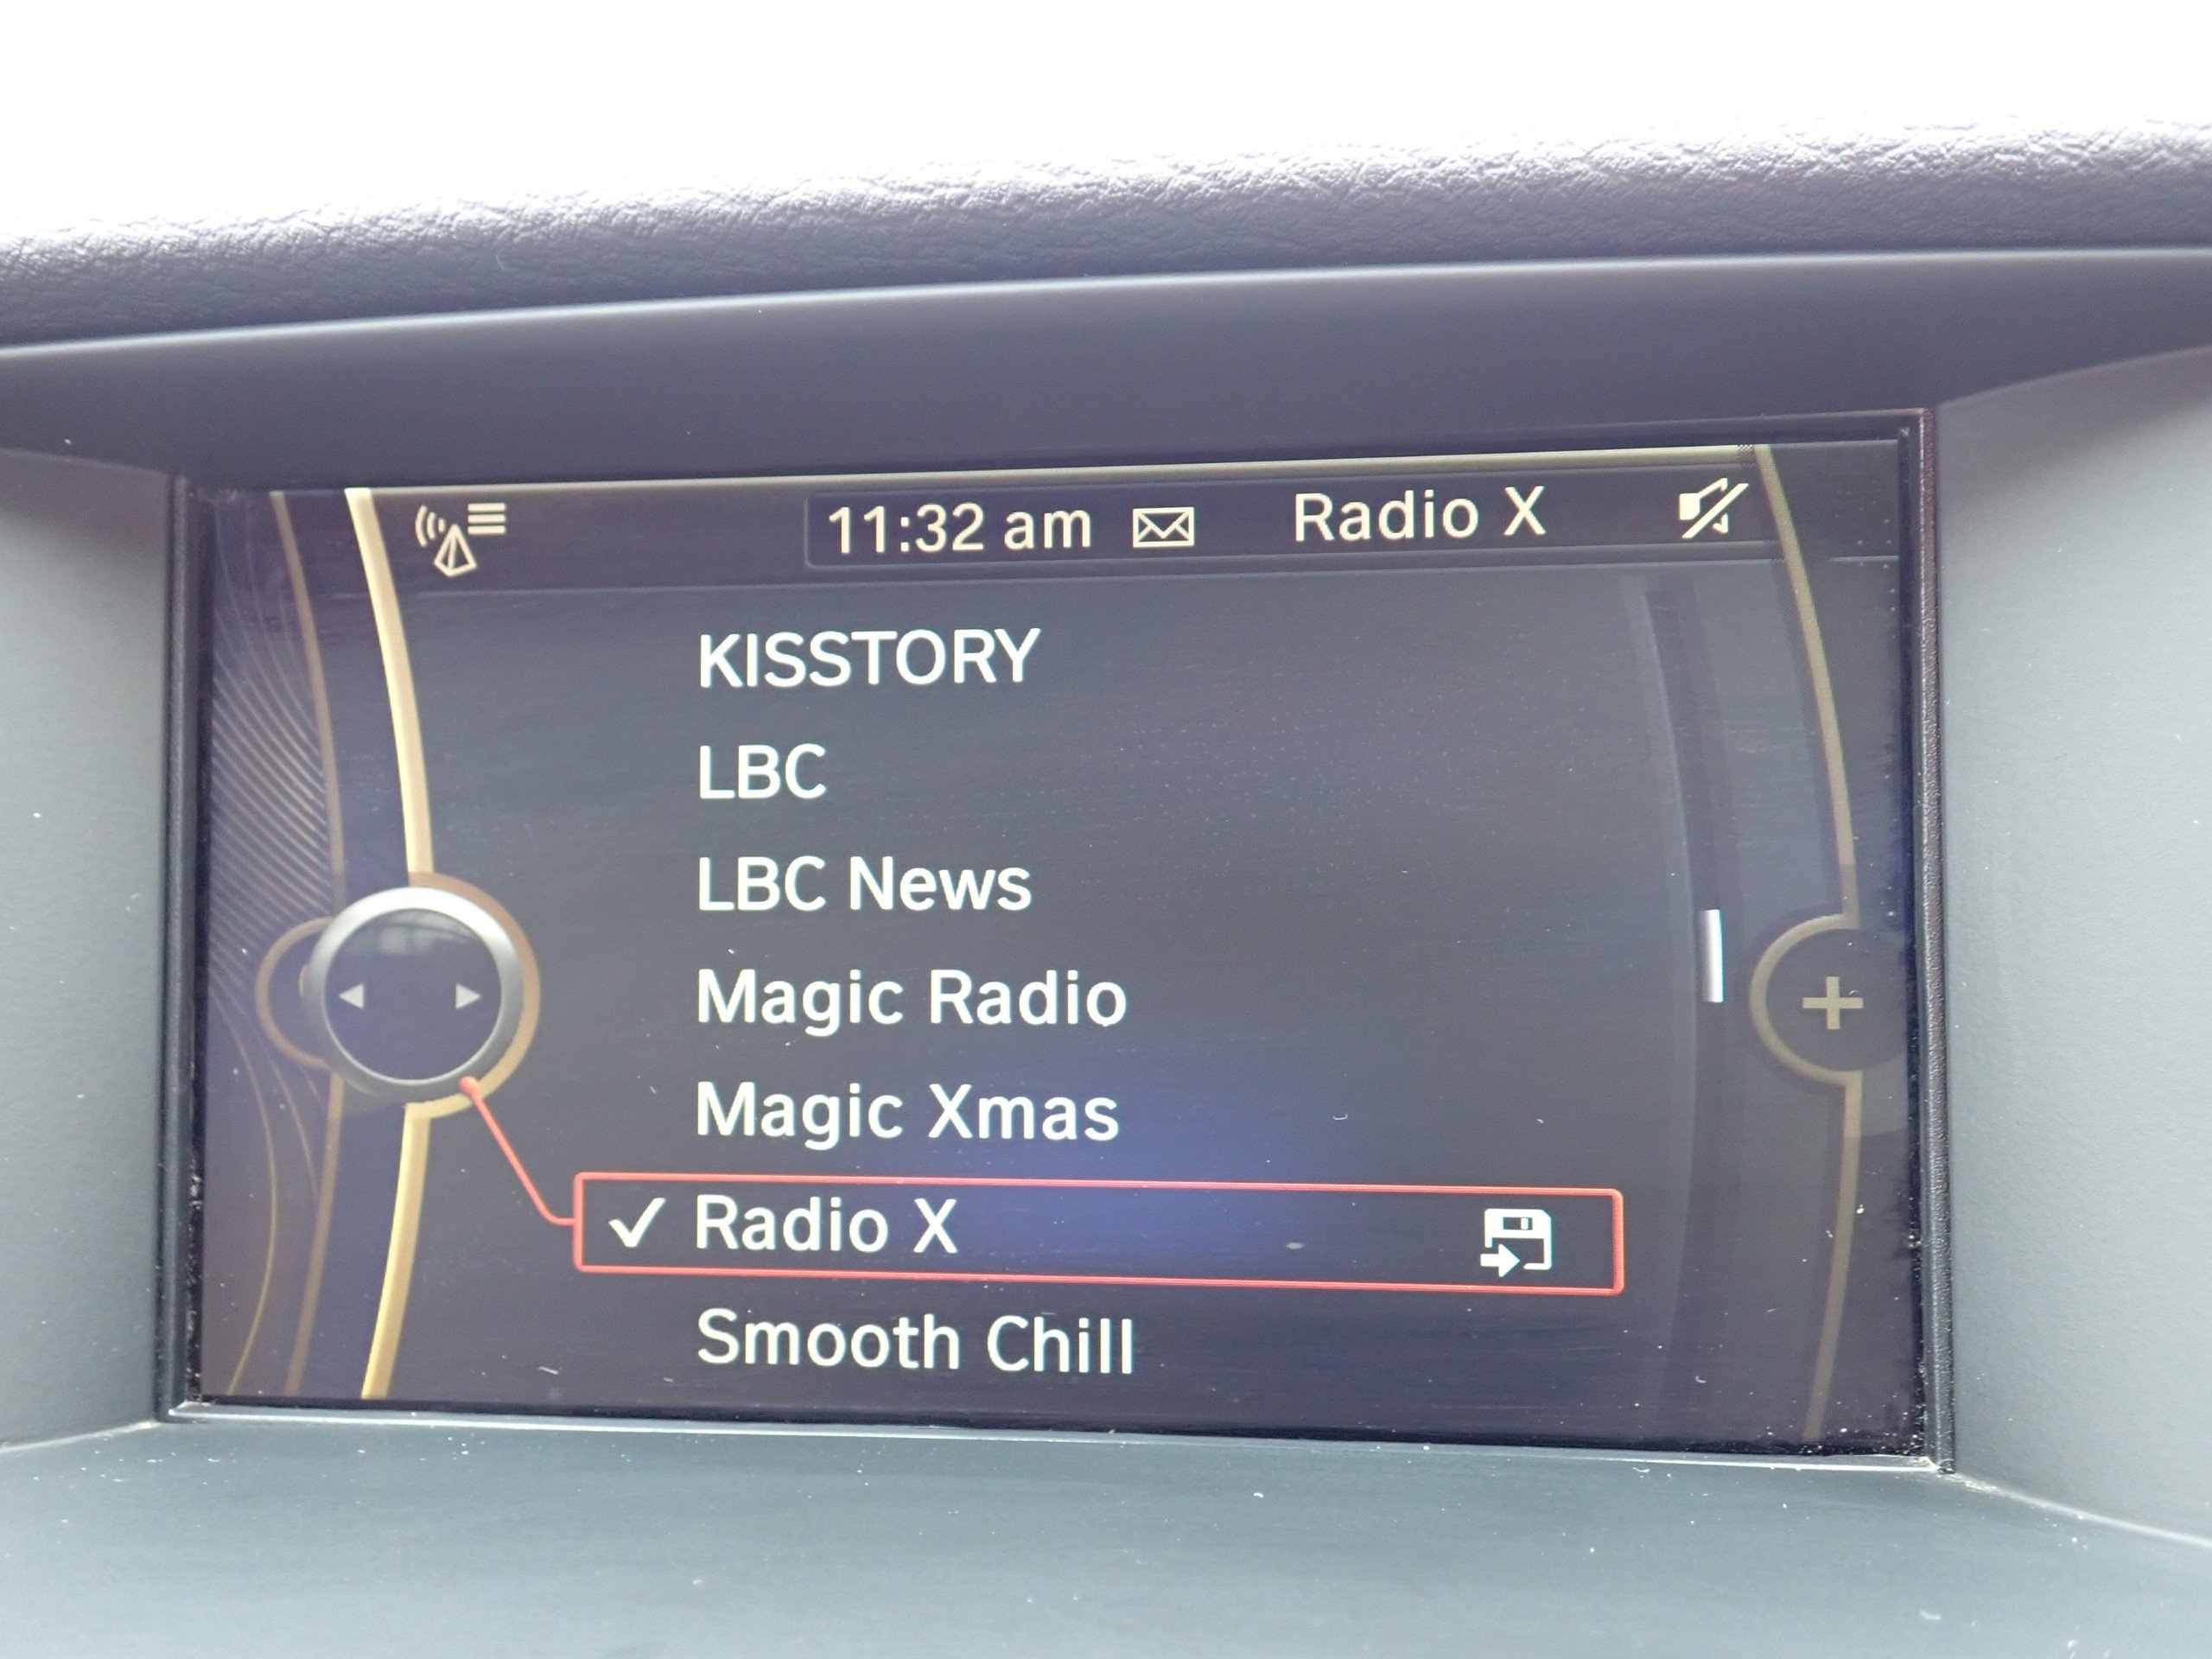 11:32 am Radio X
KISSTORY
LBC
LBC News
Magic Radio
Magic Xmas
Radio X
Smooth Chill